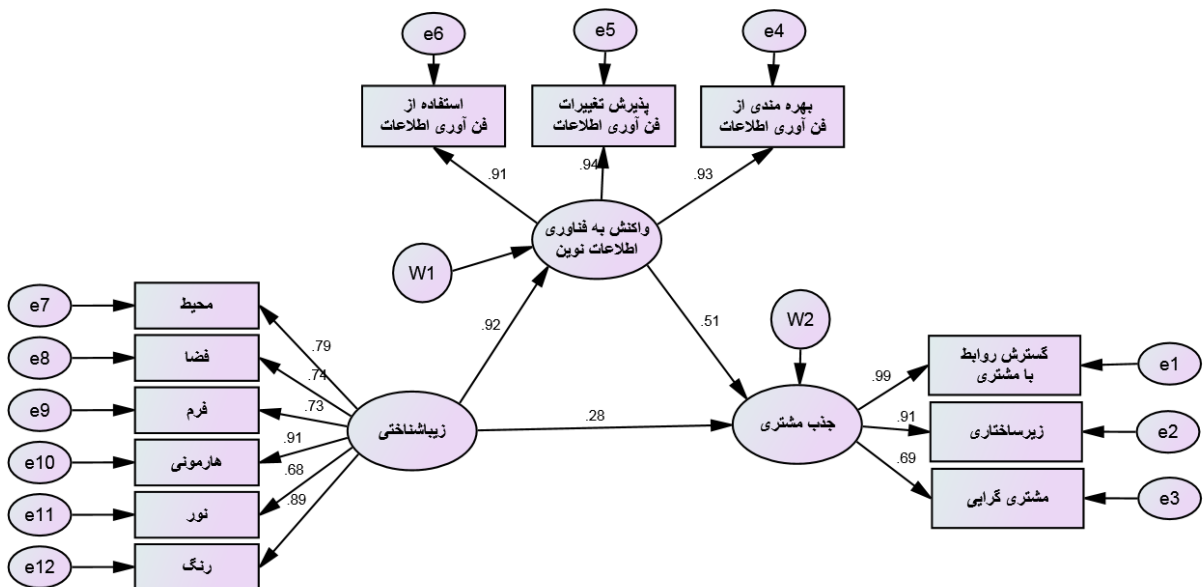 e6
e5
e4
استفاده از
فن آوری اطلاعات
پذیرش تغییرات
فن آوری اطلاعات
بهره مندی از
فن آوری اطلاعات
.91
.94
.93
واکنش به فناوری
اطلاعات نوین
W1
.92
.51
W2
e7
محیط
.79
e8
فضا
.74
e9
فرم
.73
e10
هارمونی
.91
e11
نور
.68
e12
رنگ
.89
زیباشناختی
.28
جذب مشتری
.99
گسترش روابط
با مشتری
e1
.91
زیرساختاری
e2
.69
مشتری گرایی
e3